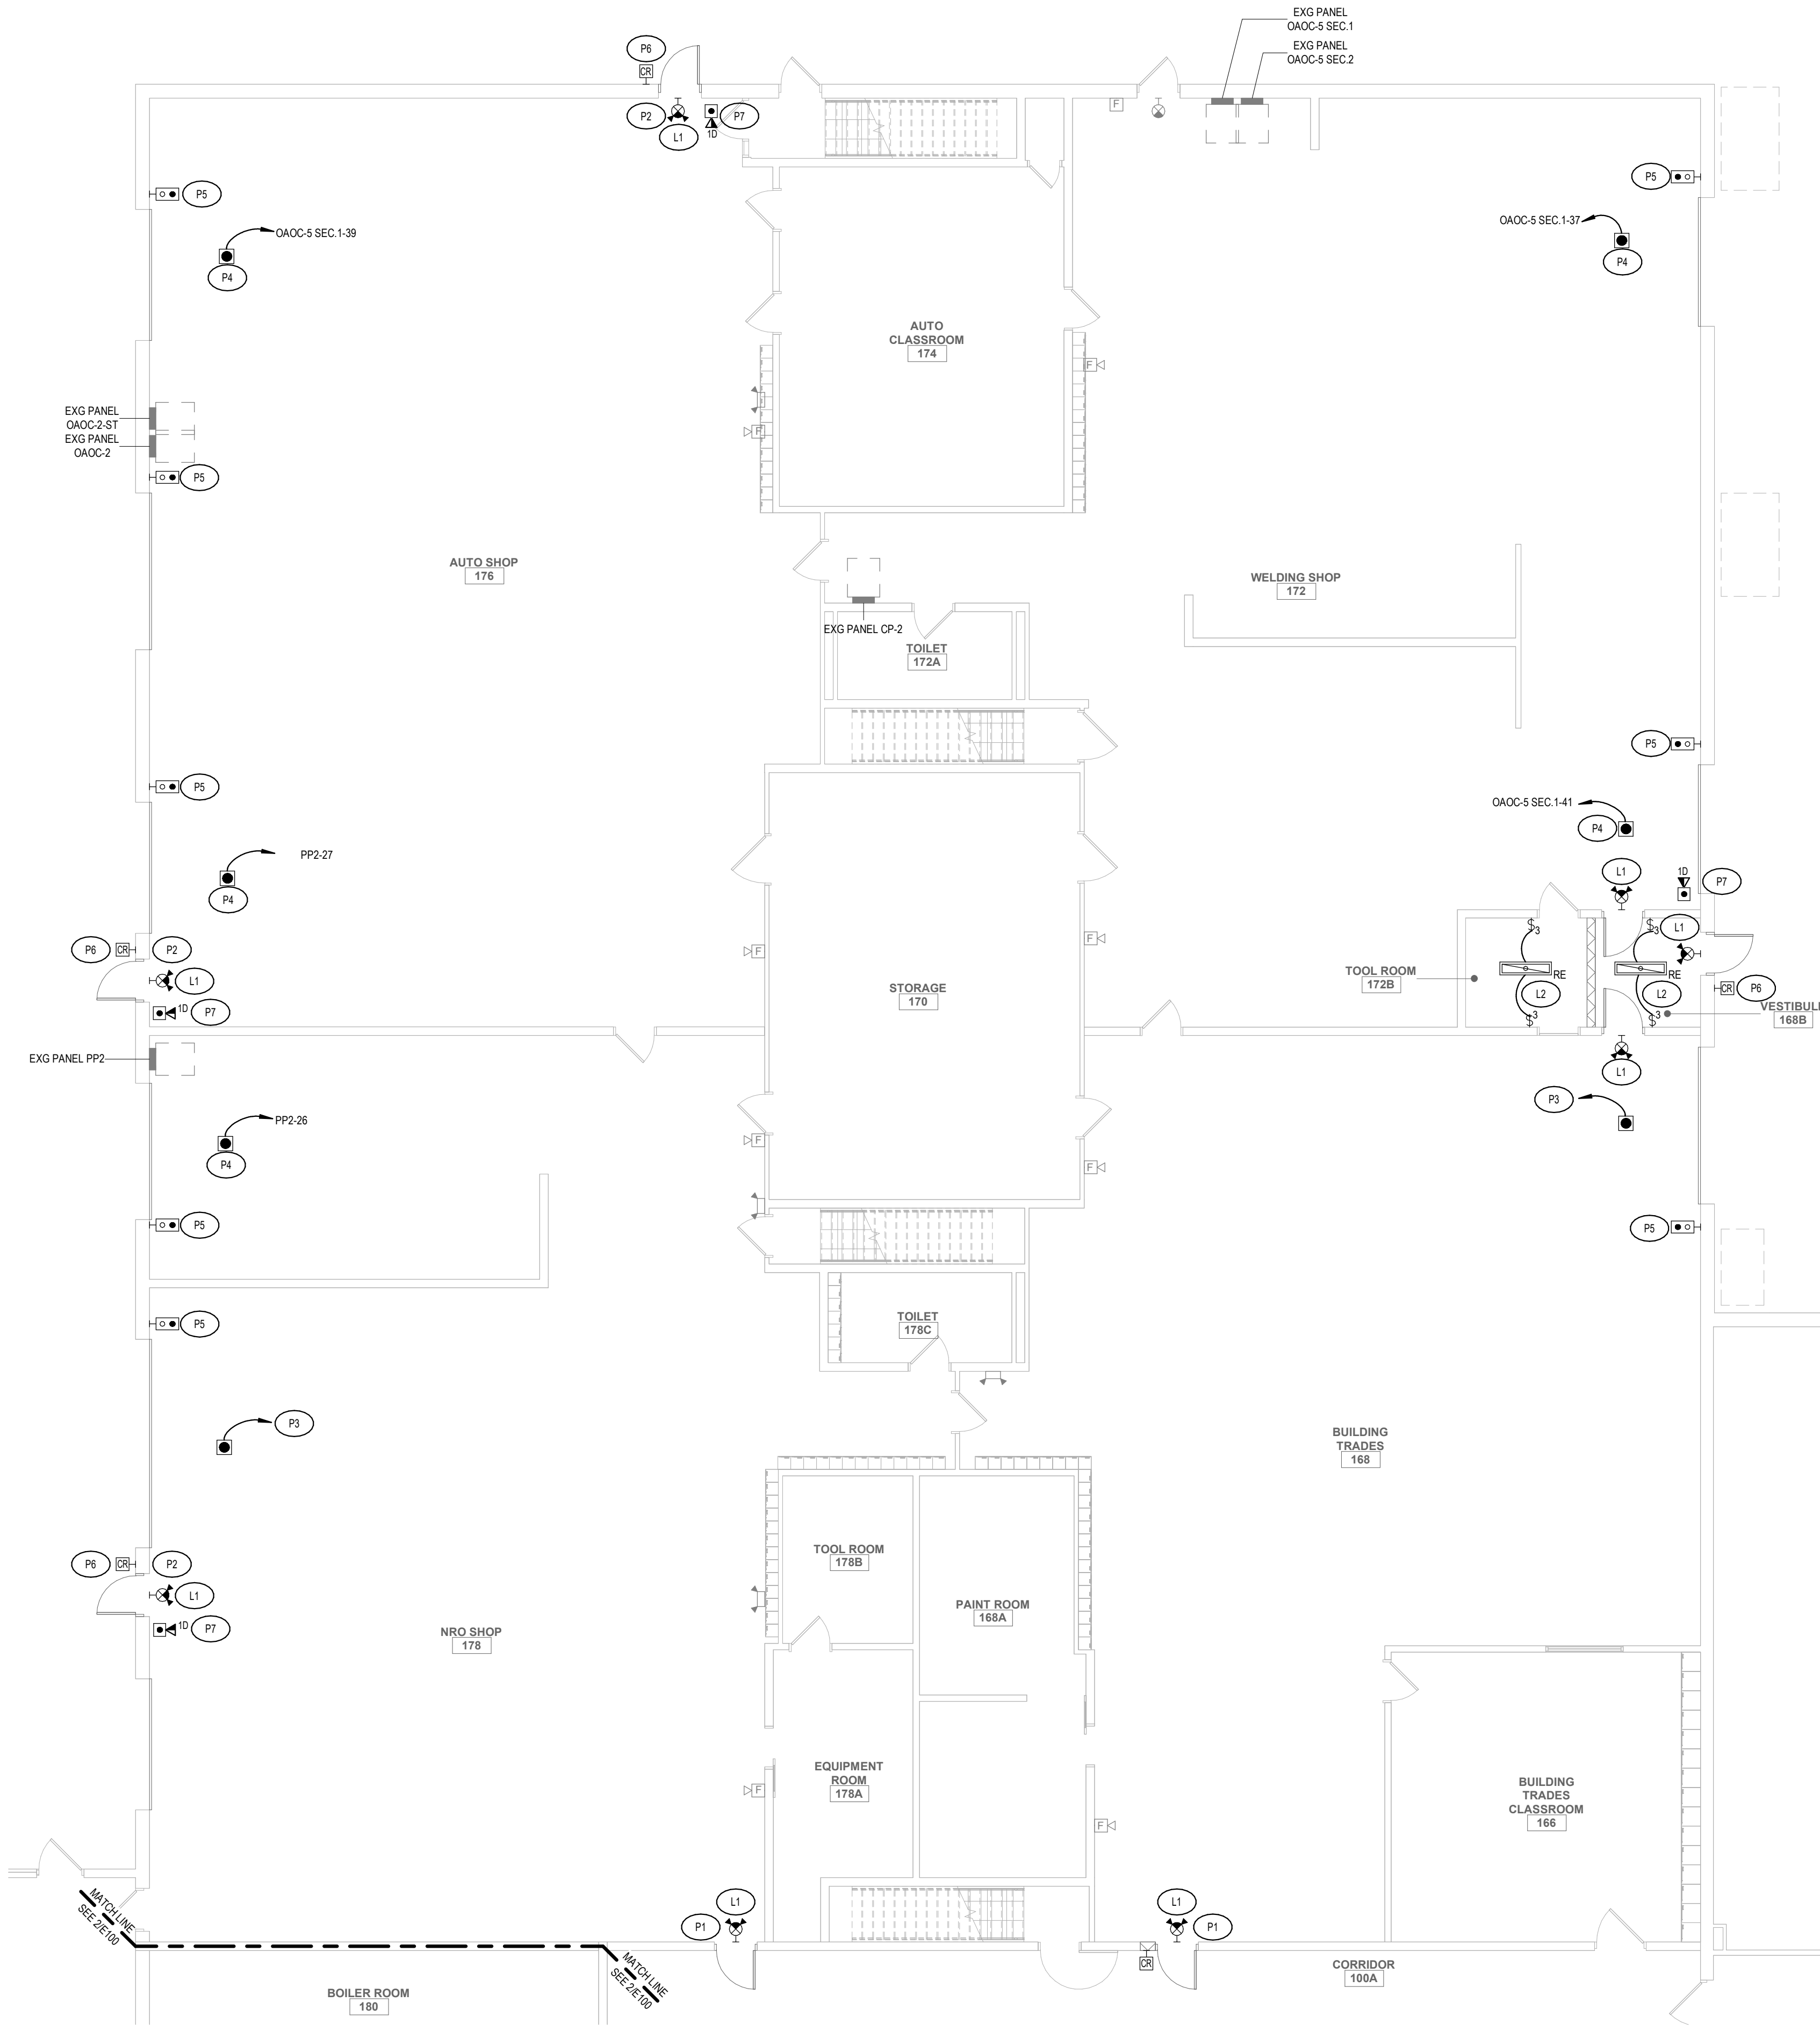 EXG PANEL
OAOC-5 SEC.1
EXG PANEL
OAOC-5 SEC.2
P6
CR
P2
L1
1D
P7
F
P5
P5
OAOC-5 SEC.1-39
P4
OAOC-5 SEC.1-37
P4
AUTO
CLASSROOM
174
F
F
EXG PANEL
OAOC-2-ST
EXG PANEL
OAOC-2
P5
AUTO SHOP
176
WELDING SHOP
172
EXG PANEL CP-2
TOILET
172A
P5
P5
OAOC-5 SEC.1-41
P4
PP2-27
P4
L1
1D
P7
P6
CR
P2
L1
1D
P7
F
F
$3
$3
L1
TOOL ROOM
172B
RE
RE
L2
L2
CR
P6
$3
$3
VESTIBULE
168B
STORAGE
170
L1
EXG PANEL PP2
PP2-26
P4
P3
F
F
P5
P5
TOILET
178C
P5
P3
BUILDING
TRADES
168
P6
CR
P2
L1
1D
P7
TOOL ROOM
178B
PAINT ROOM
168A
NRO SHOP
178
EQUIPMENT
ROOM
178A
F
F
BUILDING
TRADES
CLASSROOM
166
MATCH LINE
SEE 2/E100
P1
L1
L1
P1
CR
MATCH LINE
SEE 2/E100
BOILER ROOM
180
CORRIDOR
100A